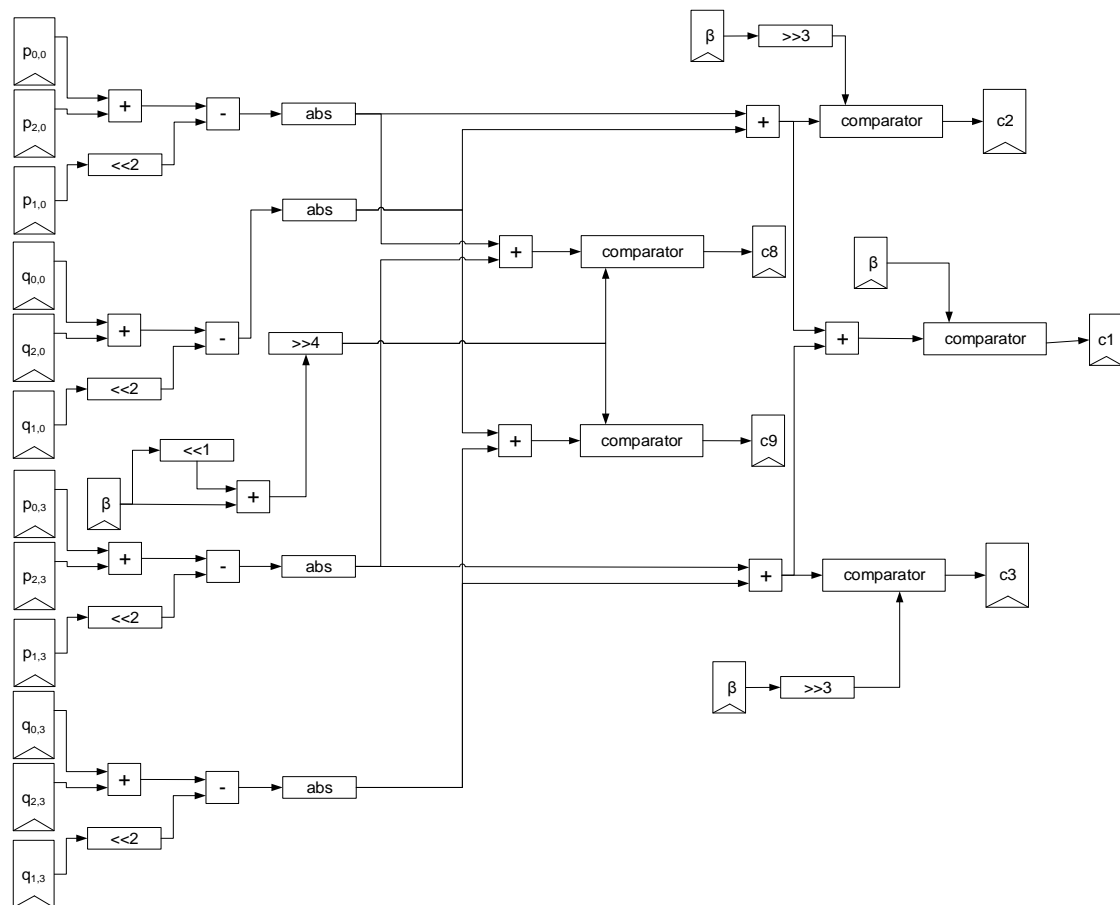 p0,0
p2,0
p1,0
+
<<2
-
abs
q0,0
q2,0
q1,0
+
<<2
-
abs
β
<<1
+
>>4
p0,3
p2,3
p1,3
+
<<2
-
abs
q0,3
q2,3
q1,3
+
<<2
-
abs
+
comparator
c8
+
comparator
c9
β
>>3
+
comparator
c2
β
+
comparator
c1
+
comparator
c3
β
>>3